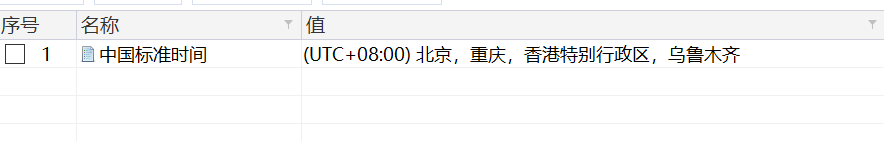 序号 名称 值
1 中国标准时间 (UTC+08:00) 北京，重庆，香港特别行政区，乌鲁木齐